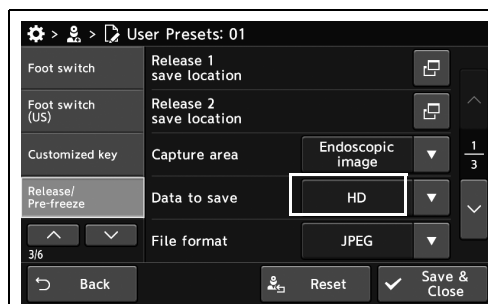 > > User Presets: 01
Foot switch
Release 1
save location
Foot switch
(US)
Release 2
save location
Customized key
Capture area
Endoscopic
image
1
3
Release/
Pre-freeze
Data to save
HD
3/6
File format
JPEG
Back
Reset
Save &
Close